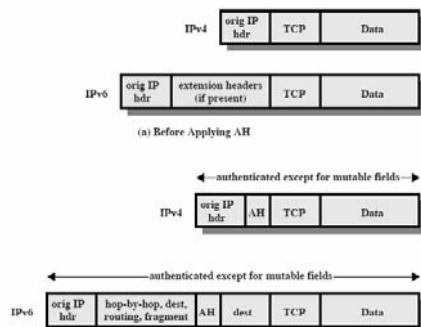 IPv4
orig IP
hdr
TCP
Data
IPv6
orig IP
hdr
extension headers
(if present)
TCP
Data
(a) Before Applying AH
authenticated except for mutable fields
IPv4
orig IP
hdr
AH
TCP
Data
authenticated except for mutable fields
IPv6
orig IP
hdr
hop-by-hop, dest,
routing, fragment
AH
dest
TCP
Data